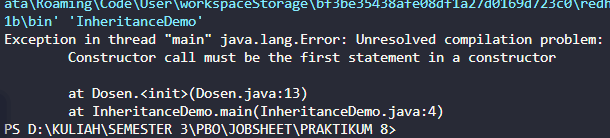 ata\Roaming\Code\User\workspaceStorage\bf3be35438afe08df1a27d0169d723c0\redh
1b\bin' 'InheritanceDemo'
Exception in thread "main" java.lang.Error: Unresolved compilation problem:
Constructor call must be the first statement in a constructor
at Dosen.<init>(Dosen.java:13)
at InheritanceDemo.main(InheritanceDemo.java:4)
PS D:\KULIAH\SEMESTER 3\PBO\JOBSHEET\PRAKTIKUM 8>